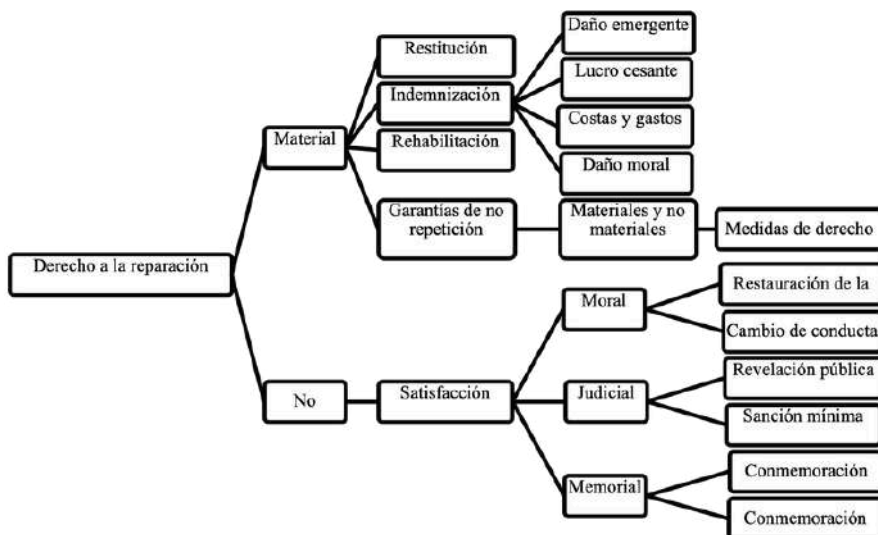 Derecho a la reparación
Material
Restitución
Indemnización
Daño emergente
Lucro cesante
Costas y gastos
Daño moral
Rehabilitación
Garantías de no
repetición
Materiales y no
materiales
Medidas de derecho
No
Satisfacción
Moral
Restauración de la
Cambio de conducta
Judicial
Revelación pública
Sanción mínima
Memorial
Conmemoración
Conmemoración